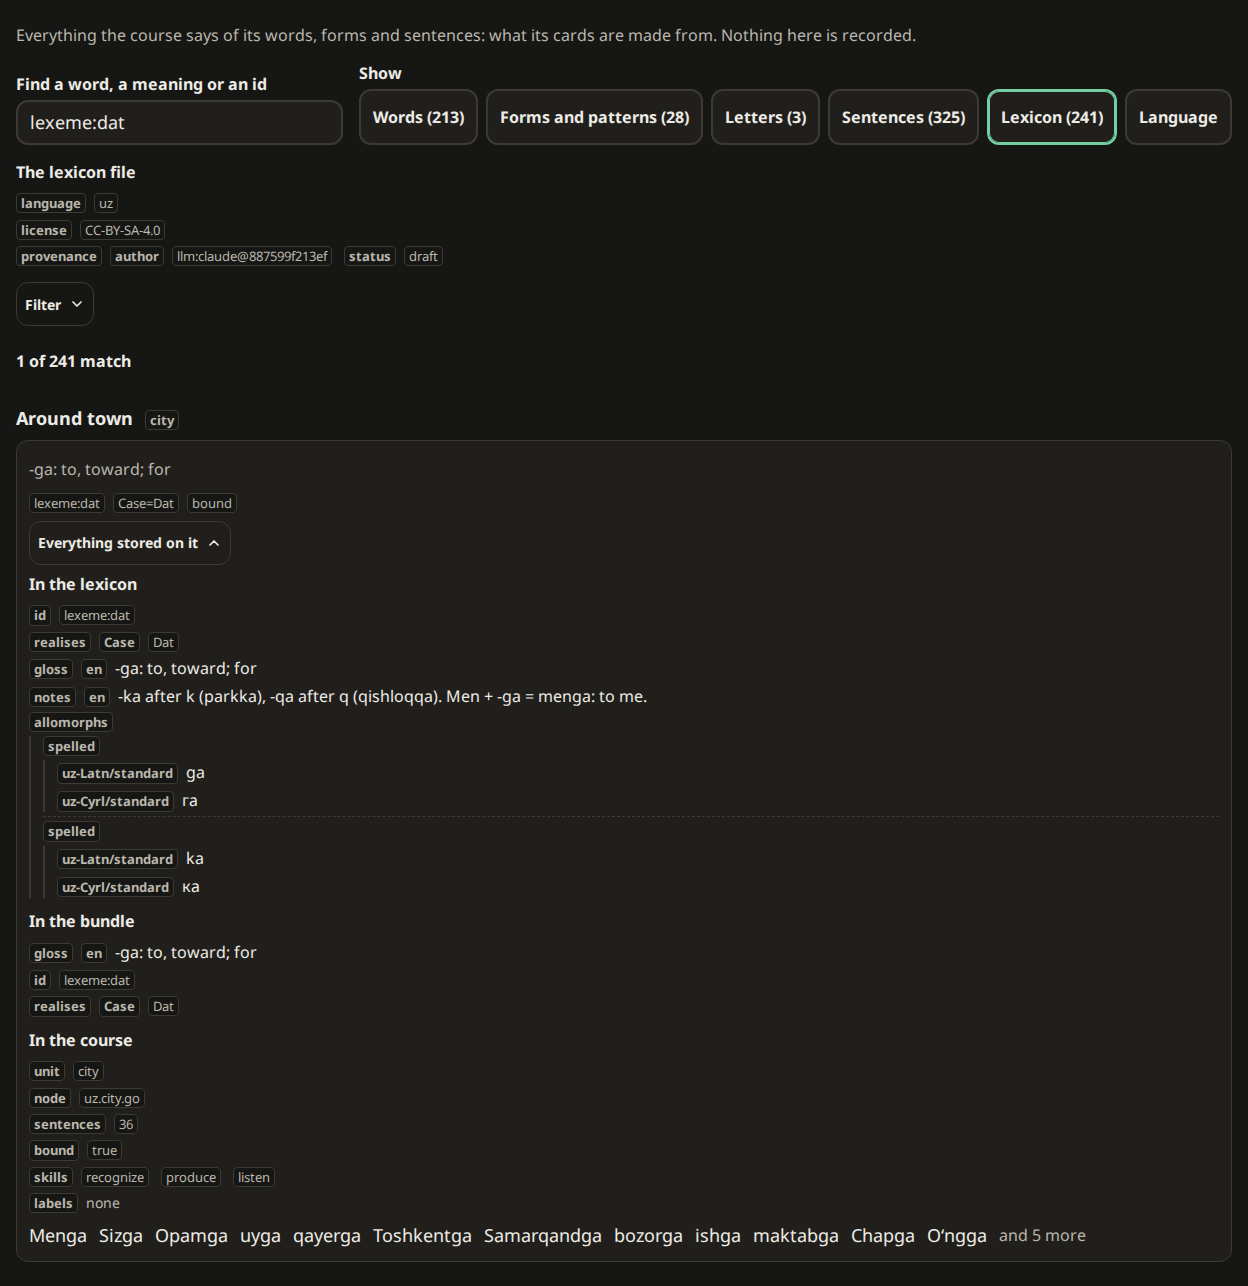 Everything the course says of its words, forms and sentences: what its cards are made from. Nothing here is recorded.
Find a word, a meaning or an id
Show
lexeme:dat
Words (213)
Forms and patterns (28)
Letters (3)
Sentences (325)
Lexicon (241)
Language
The lexicon file
language uz
license CC-BY-SA-4.0
provenance author llm:claude@887599f213ef status draft
Filter
1 of 241 match
Around town city
-ga: to, toward; for
lexeme:dat Case=Dat bound
Everything stored on it
In the lexicon
id lexeme:dat
realises Case Dat
gloss en -ga: to, toward; for
notes en -ka after k (parkka), -qa after q (qishloqqa). Men + -ga = menga: to me.
allomorphs
spelled
uz-Latn/standard ga
uz-Cyrl/standard га
spelled
uz-Latn/standard ka
uz-Cyrl/standard ка
In the bundle
gloss en -ga: to, toward; for
id lexeme:dat
realises Case Dat
In the course
unit city
node uz.city.go
sentences 36
bound true
skills recognize produce listen
labels none
Menga Sizga Opamga uyga qayerga Toshkentga Samarqandga bozorga ishga maktabga Chapga Oʻngga and 5 more